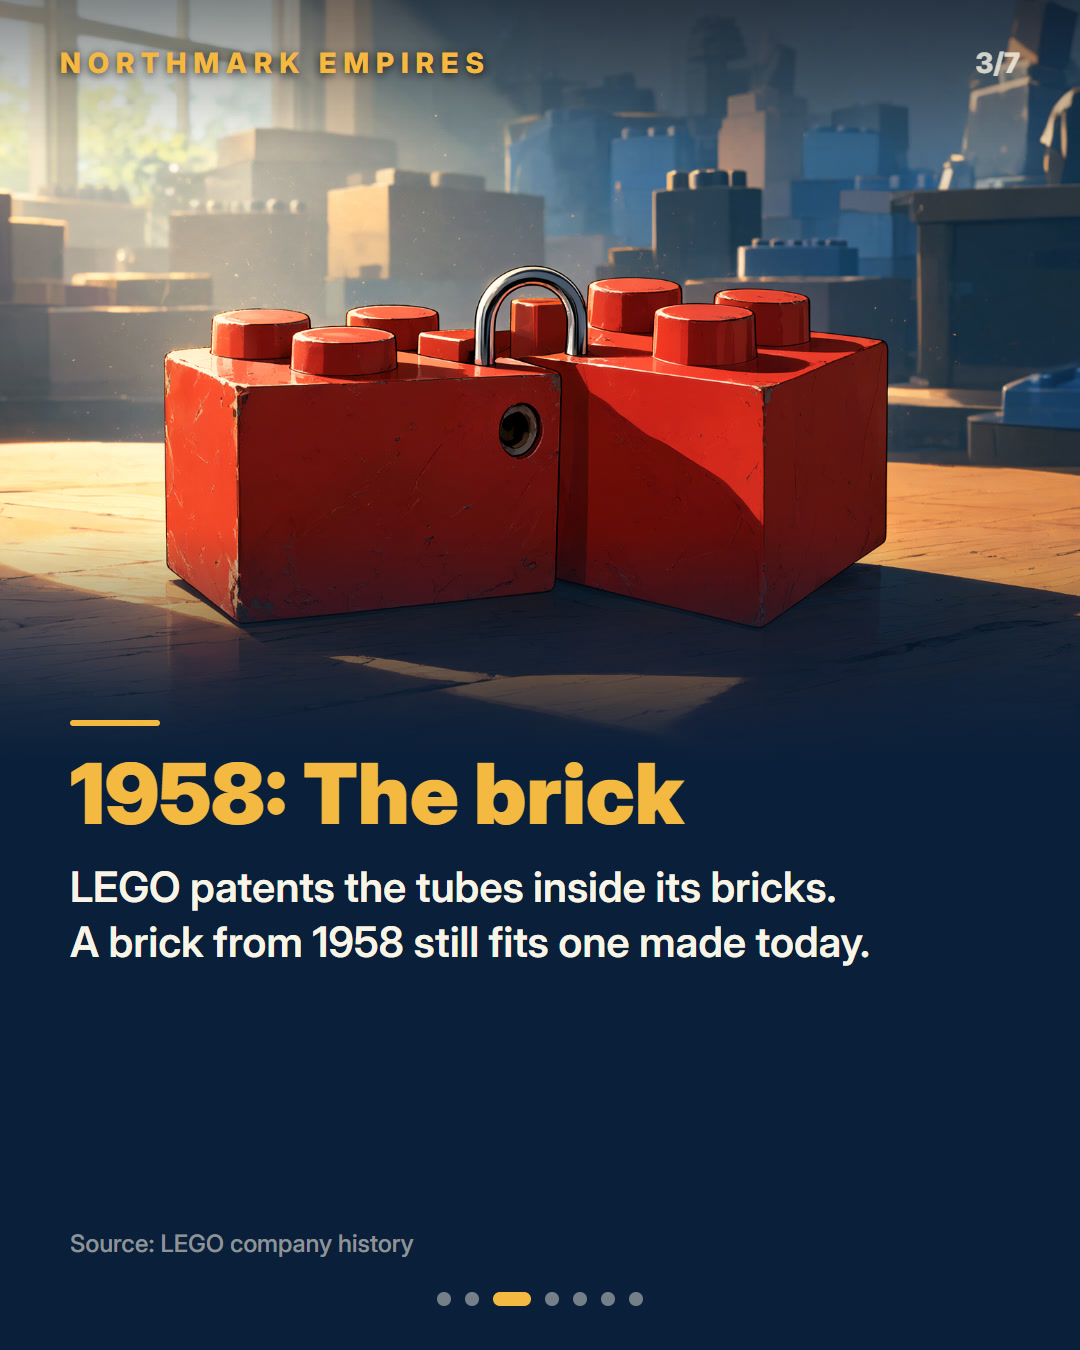 NORTHMARK EMPIRES
3/7
1958: The brick
LEGO patents the tubes inside its bricks.
A brick from 1958 still fits one made today.
Source: LEGO company history